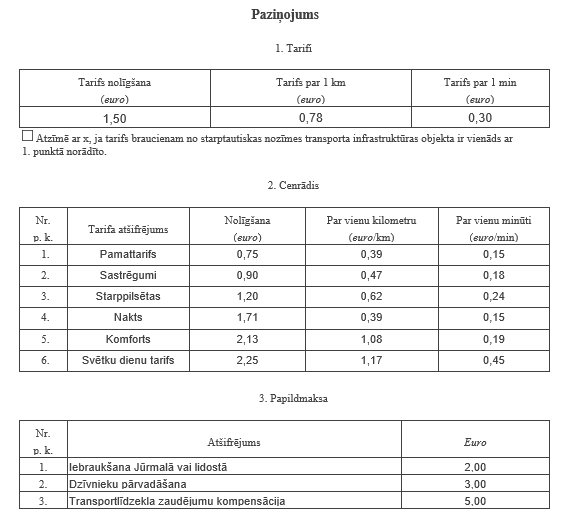 Paziņojums
1. Tarifi
Tarifs nolīgšana Tarifs par 1 km Tarifs par 1 min
(euro) (euro) (euro)
1,50 0,78 0,30
Atzīmē ar x, ja tarifs braucienam no starptautiskas nozīmes transporta infrastruktūras objekta ir vienāds ar
1. punktā norādīto.
2. Cenrādis
Nr. Nolīgšana Par vienu kilometru Par vienu minūti
p. k. Tarifa atšifrējums (euro) (euro/km) (euro/min)
1. Pamattarifs 0,75 0,39 0,15
2. Sastrēgumi 0,90 0,47 0,18
3. Starppilsētas 1,20 0,62 0,24
4. Nakts 1,71 0,39 0,15
5. Komforts 2,13 1,08 0,19
6. Svētku dienu tarifs 2,25 1,17 0,45
3. Papildmaksa
Nr.
p. k. Atšifrējums Euro
1. Iebraukšana Jūrmalā vai lidostā 2,00
2. Dzīvnieku pārvadāšana 3,00
3. Transportlīdzekla zaudējumu kompensācija 5,00